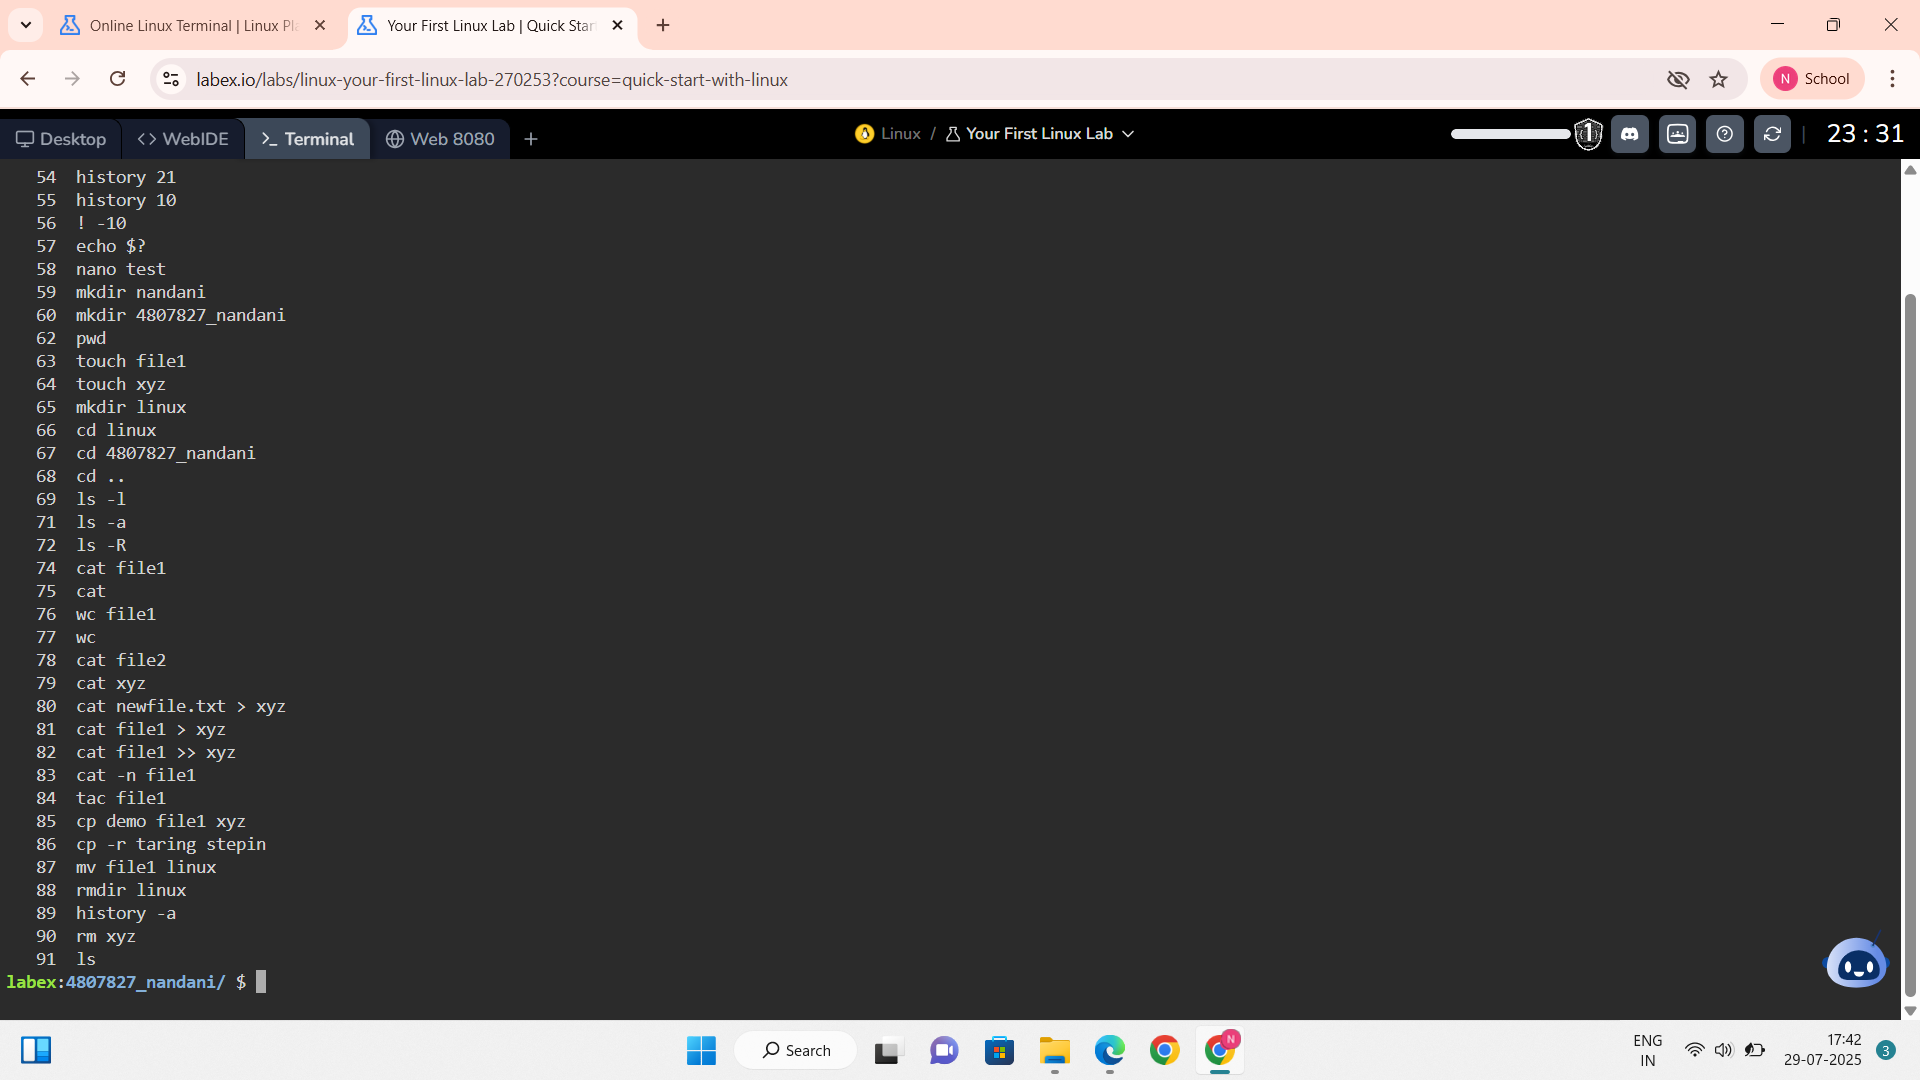 Online Linux Terminal | Linux Pla
Your First Linux Lab | Quick Star
labex.io/labs/linux-your-first-linux-lab-270253?course=quick-start-with-linux
N School
Desktop
<> WebIDE
>_ Terminal
Web 8080
Linux / Your First Linux Lab
1
23 : 31
54 history 21
55 history 10
56 ! -10
57 echo $?
58 nano test
59 mkdir nandani
60 mkdir 4807827_nandani
62 pwd
63 touch file1
64 touch xyz
65 mkdir linux
66 cd linux
67 cd 4807827_nandani
68 cd ..
69 ls -l
71 ls -a
72 ls -R
74 cat file1
75 cat
76 wc file1
77 wc
78 cat file2
79 cat xyz
80 cat newfile.txt > xyz
81 cat file1 > xyz
82 cat file1 >> xyz
83 cat -n file1
84 tac file1
85 cp demo file1 xyz
86 cp -r taring stepin
87 mv file1 linux
88 rmdir linux
89 history -a
90 rm xyz
91 ls
labex:4807827_nandani/ $
Search
N
ENG
IN
17:42
29-07-2025
3